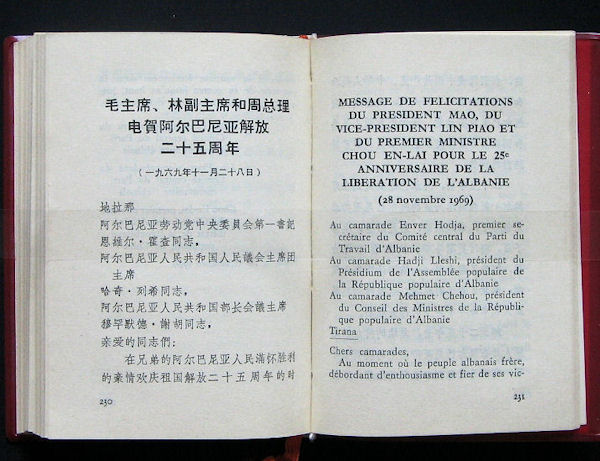 毛主席、林副主席和周总理
电賀阿尔巴尼亚解放
二十五周年
(一九六九年十一月二十八日)
地拉那
阿尔巴尼亚劳动党中央委員会第一書記
恩維尔·霍査同志,
阿尔巴尼亚人民共和国人民議会主席团
主席
哈奇·列希同志,
阿尔巴尼亚人民共和国部长会議主席
穆罕默德·謝胡同志,
亲爱的同志們:
在兄弟的阿尔巴尼亚人民滿怀胜利
的豪情欢庆祖国解放二十五周年的时
230
MESSAGE DE FELICITATIONS
DU PRESIDENT MAO, DU
VICE-PRESIDENT LIN PIAO ET
DU PREMIER MINISTRE
CHOU EN-LAI POUR LE 25e
ANNIVERSAIRE DE LA
LIBERATION DE L'ALBANIE
(28 novembre 1969)
Au camarade Enver Hodja, premier se-
crétaire du Comité central du Parti du
Travail d'Albanie
Au camarade Hadji Lleshi, président du
Présidium de l'Assemblée populaire de
la République populaire d'Albanie
Au camarade Mehmet Chehou, président
du Conseil des Ministres de la Républi-
que populaire d'Albanie
Tirana
Chers camarades,
Au moment où le peuple albanais frère,
débordant d'enthousiasme et fier de ses vic-
231